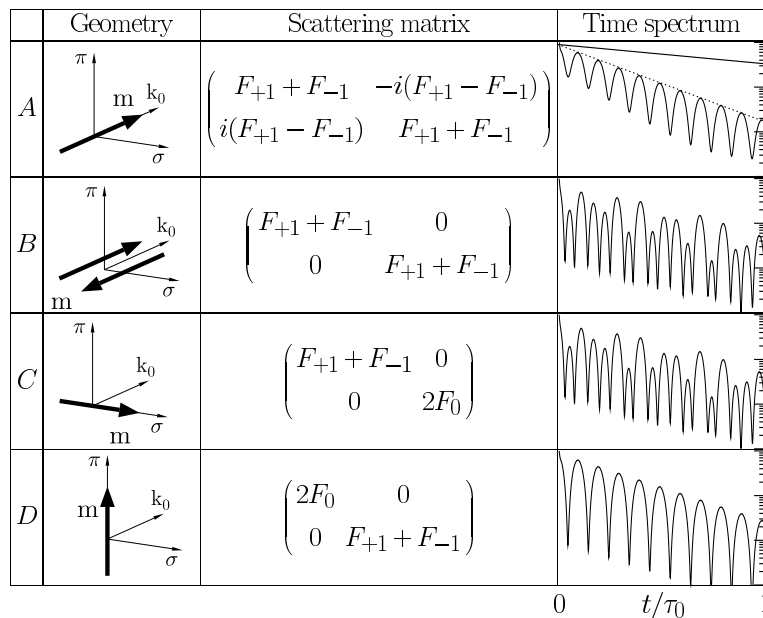 Geometry Scattering matrix Time spectrum
A π m k₀ σ
F₊₁ + F₋₁ −i(F₊₁ − F₋₁)
i(F₊₁ − F₋₁) F₊₁ + F₋₁
B π k₀ m σ
F₊₁ + F₋₁ 0
0 F₊₁ + F₋₁
C π k₀ m σ
F₊₁ + F₋₁ 0
0 2F₀
D π m k₀ σ
2F₀ 0
0 F₊₁ + F₋₁
0 t/τ₀